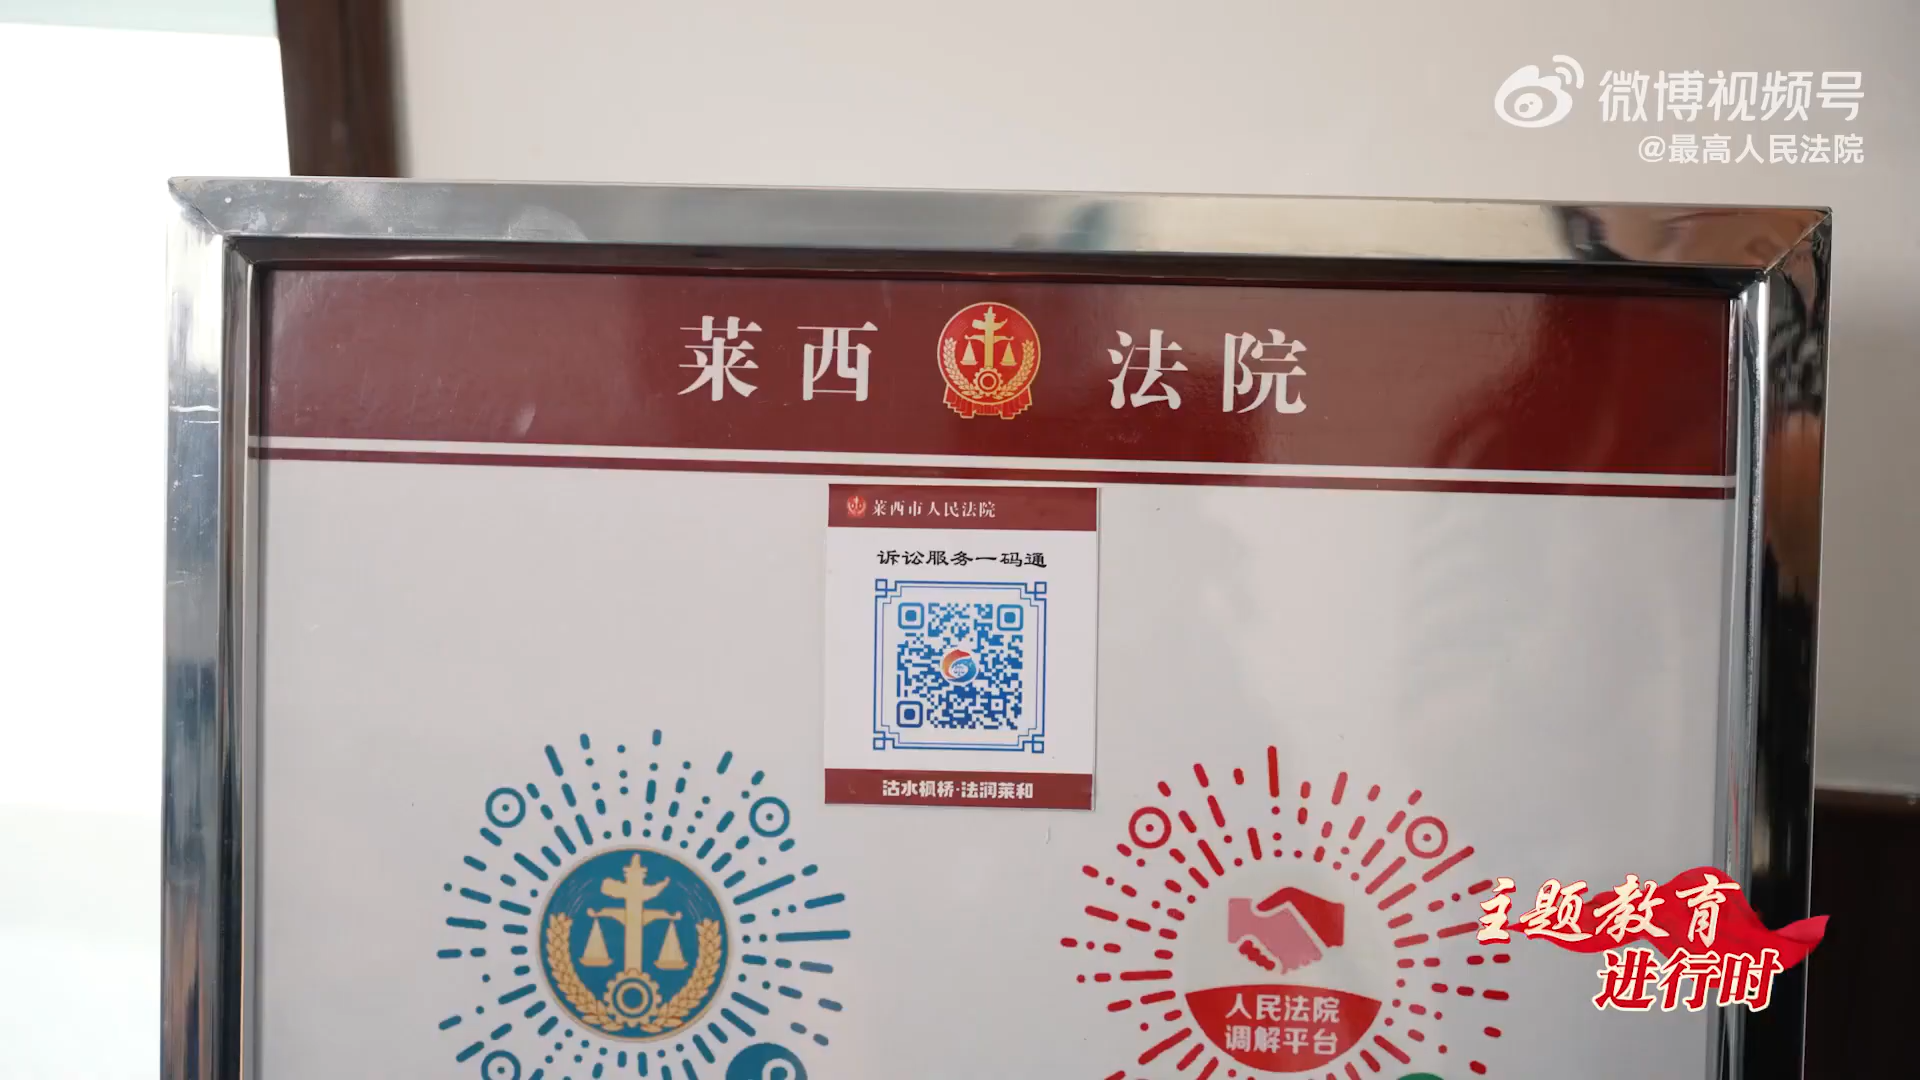 微博视频号
@最高人民法院
莱西 法院
莱西市人民法院
诉讼服务一码通
沽水枫桥·法润莱和
人民法院
调解平台
主题教育
进行时